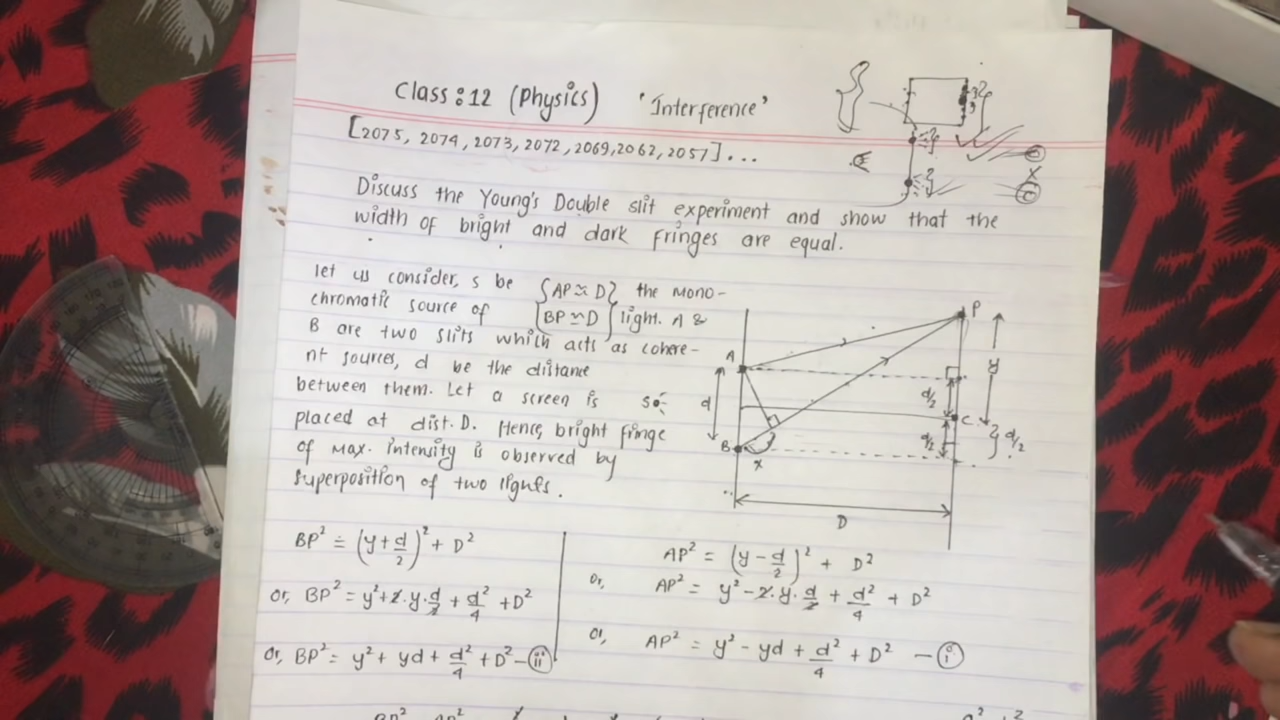 Class: 12 (Physics) 'Interference'
[2075, 2074, 2073, 2072, 2069, 2062, 2057] ...
Discuss the Young's Double slit experiment and show that the
width of bright and dark fringes are equal.
let us consider, s be {AP ≈ D} the mono-
chromatic source of {BP ≈ D} light. A &
B are two slits which acts as cohere-
nt sources, d be the distance
between them. Let a screen is
placed at dist. D. Hence, bright fringe
of max. intensity is observed by
superposition of two lights.
A
B
P
C
S
d
x
y
d/2
d/2
d/2
D
BP² = (y + d/2)² + D²
or, BP² = y² + 2.y.d/2 + d²/4 + D²
or, BP² = y² + yd + d²/4 + D² – (ii)
AP² = (y – d/2)² + D²
or, AP² = y² – 2.y.d/2 + d²/4 + D²
or, AP² = y² – yd + d²/4 + D² – (i)